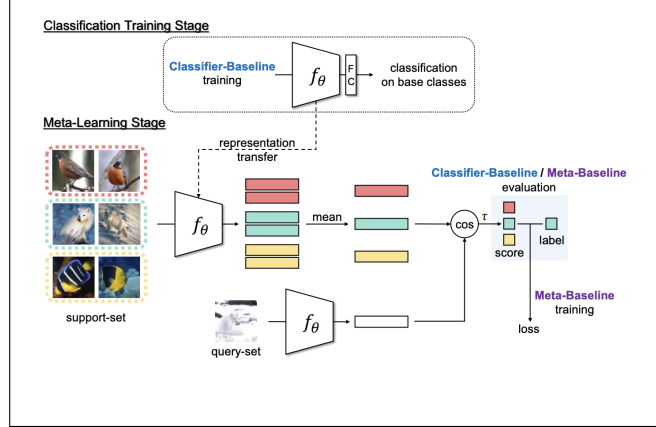 Classification Training Stage
Classifier-Baseline
training
fθ
F
C
classification
on base classes
Meta-Learning Stage
representation
transfer
Classifier-Baseline / Meta-Baseline
evaluation
fθ
mean
cos
τ
score
label
support-set
fθ
query-set
Meta-Baseline
training
loss